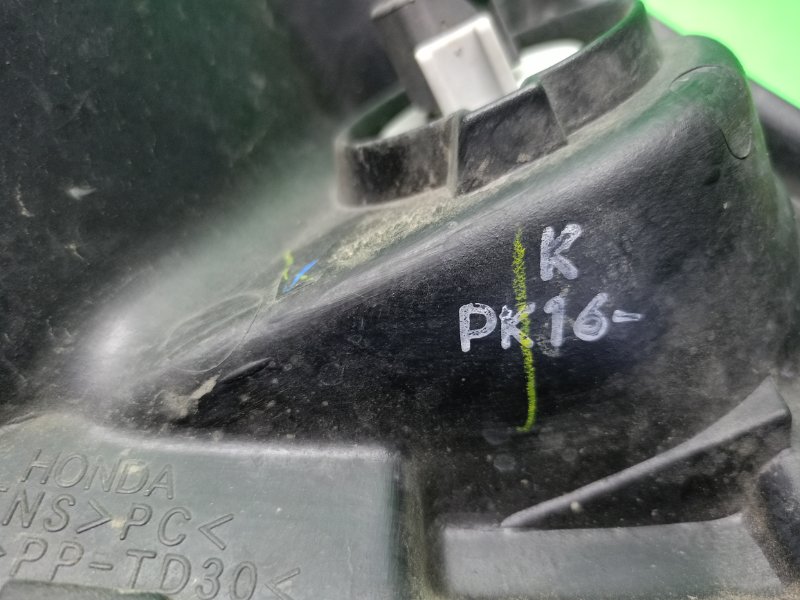 K
PK16-
HONDA
NS>PC<
>PP-TD30<